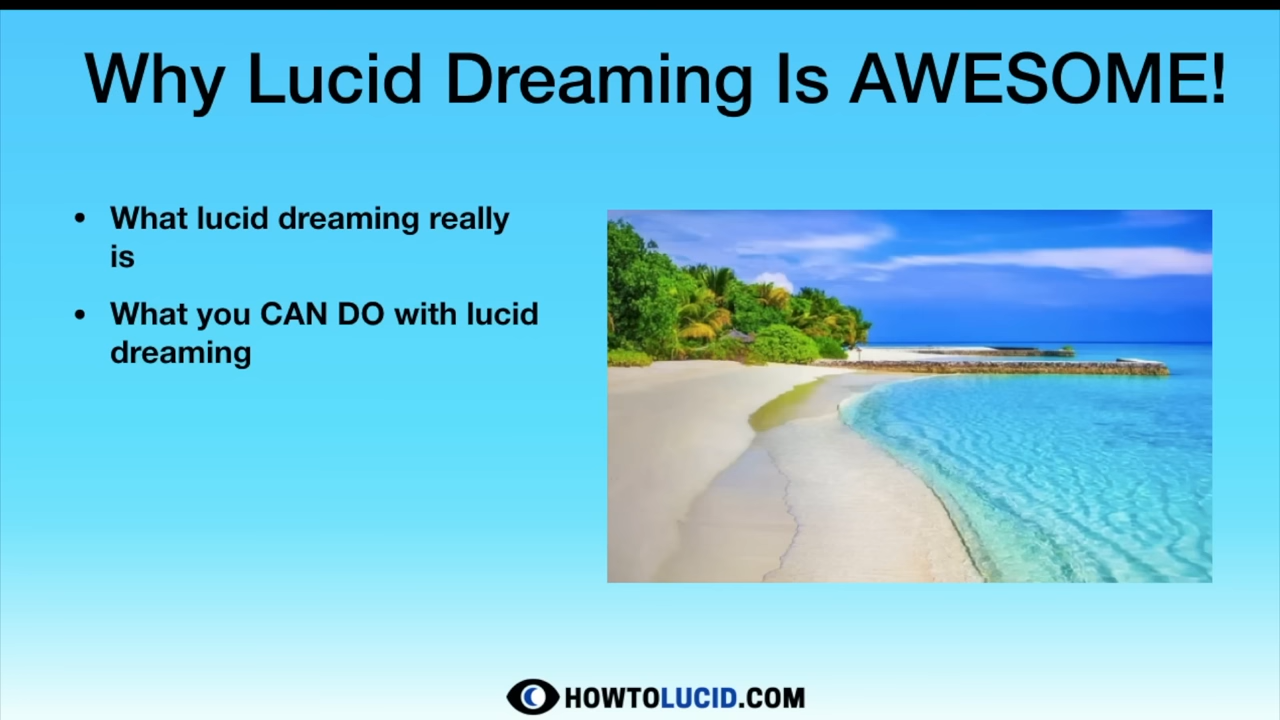 Why Lucid Dreaming Is AWESOME!
• What lucid dreaming really
is
• What you CAN DO with lucid
dreaming
HOWTOLUCID.COM